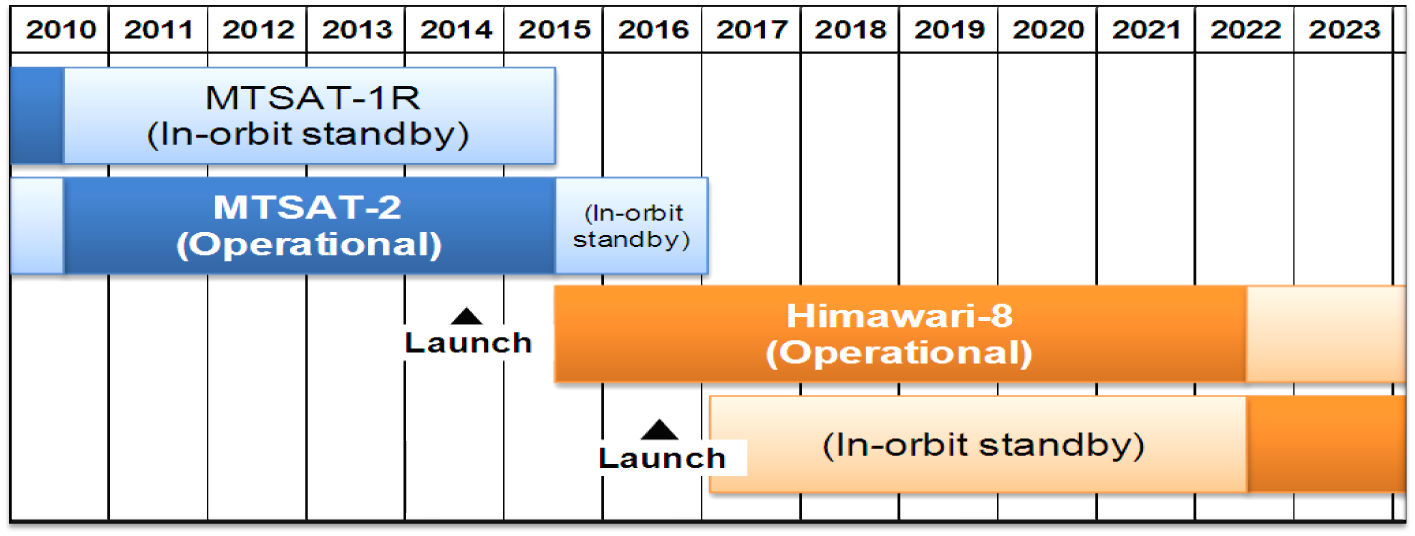 2010 2011 2012 2013 2014 2015 2016 2017 2018 2019 2020 2021 2022 2023
MTSAT-1R
(In-orbit standby)
MTSAT-2
(Operational)
(In-orbit
standby)
Himawari-8
(Operational)
Launch
(In-orbit standby)
Launch